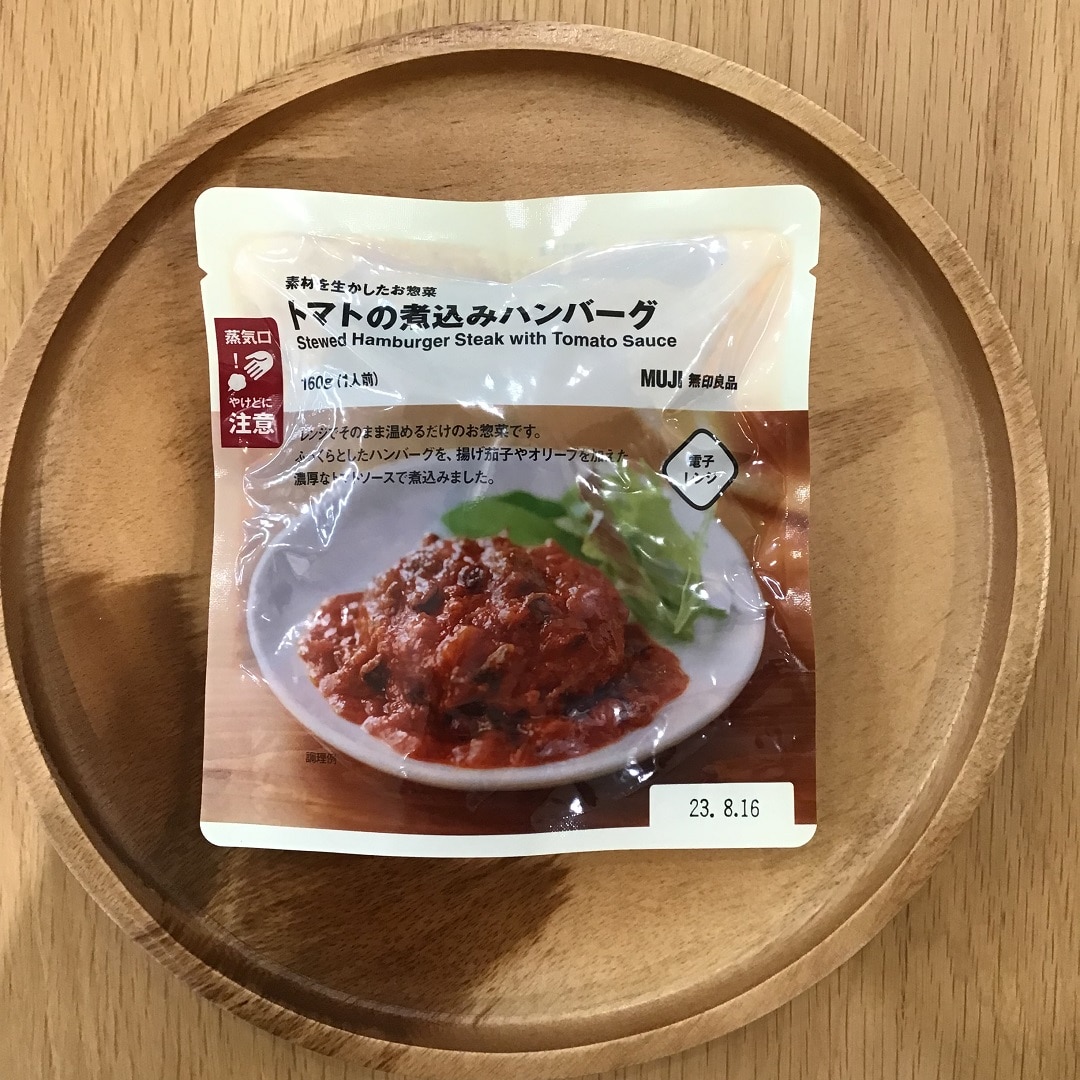 素材を生かしたお惣菜
トマトの煮込みハンバーグ
Stewed Hamburger Steak with Tomato Sauce
160g(1人前)
MUJI 無印良品
蒸気口
!
やけどに
注意
レンジでそのまま温めるだけのお惣菜です。
ふっくらとしたハンバーグを、揚げ茄子やオリーブを加えた
濃厚なトマトソースで煮込みました。
電子
レンジ
調理例
23. 8.16